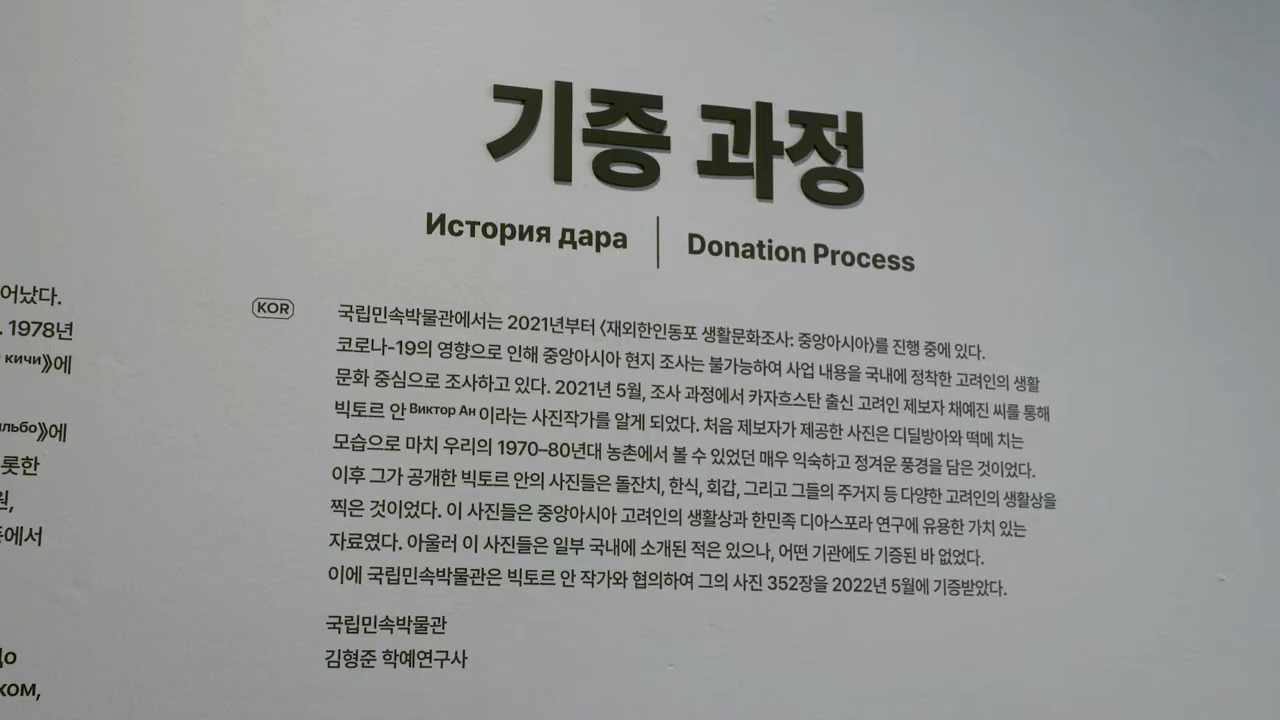 기증 과정
История дара
Donation Process
KOR
국립민속박물관에서는 2021년부터 〈재외한인동포 생활문화조사: 중앙아시아〉를 진행 중에 있다.
코로나-19의 영향으로 인해 중앙아시아 현지 조사는 불가능하여 사업 내용을 국내에 정착한 고려인의 생활
문화 중심으로 조사하고 있다. 2021년 5월, 조사 과정에서 카자흐스탄 출신 고려인 제보자 채예진 씨를 통해
빅토르 안 Виктор Ан 이라는 사진작가를 알게 되었다. 처음 제보자가 제공한 사진은 디딜방아와 떡메 치는
모습으로 마치 우리의 1970–80년대 농촌에서 볼 수 있었던 매우 익숙하고 정겨운 풍경을 담은 것이었다.
이후 그가 공개한 빅토르 안의 사진들은 돌잔치, 한식, 회갑, 그리고 그들의 주거지 등 다양한 고려인의 생활상을
찍은 것이었다. 이 사진들은 중앙아시아 고려인의 생활상과 한민족 디아스포라 연구에 유용한 가치 있는
자료였다. 아울러 이 사진들은 일부 국내에 소개된 적은 있으나, 어떤 기관에도 기증된 바 없었다.
이에 국립민속박물관은 빅토르 안 작가와 협의하여 그의 사진 352장을 2022년 5월에 기증받았다.
국립민속박물관
김형준 학예연구사
어났다.
. 1978년
кичи》에
льбо》에
롯한
원,
에서
ком,